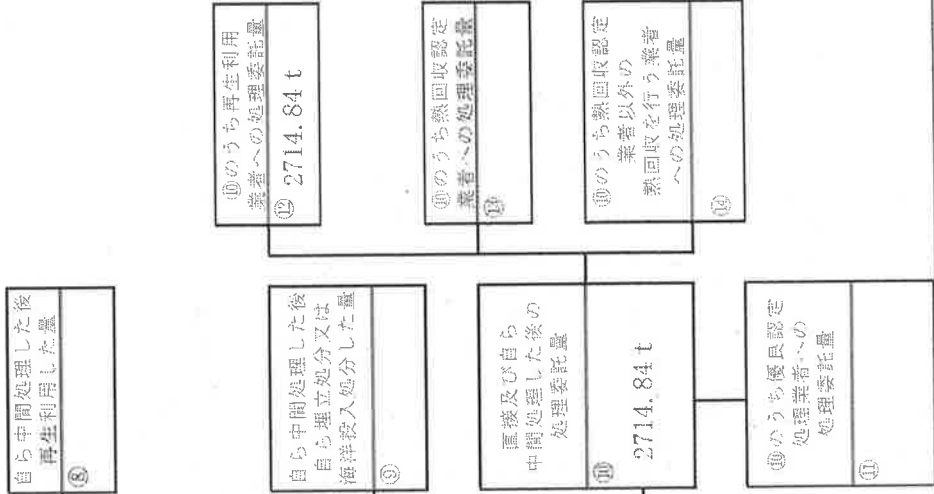 自ら中間処理した後
再生利用した量
⑧
自ら中間処理した後
自ら埋立処分又は
海洋投入処分した量
⑨
直接及び自ら
中間処理した後の
処理委託量
⑩
2714.84 t
⑩のうち優良認定
処理業者への
処理委託量
⑪
⑩のうち再生利用
業者への処理委託量
⑫ 2714.84 t
⑩のうち熱回収認定
業者への処理委託量
⑬
⑩のうち熱回収認定
業者以外の
熱回収を行う業者
への処理委託量
⑭